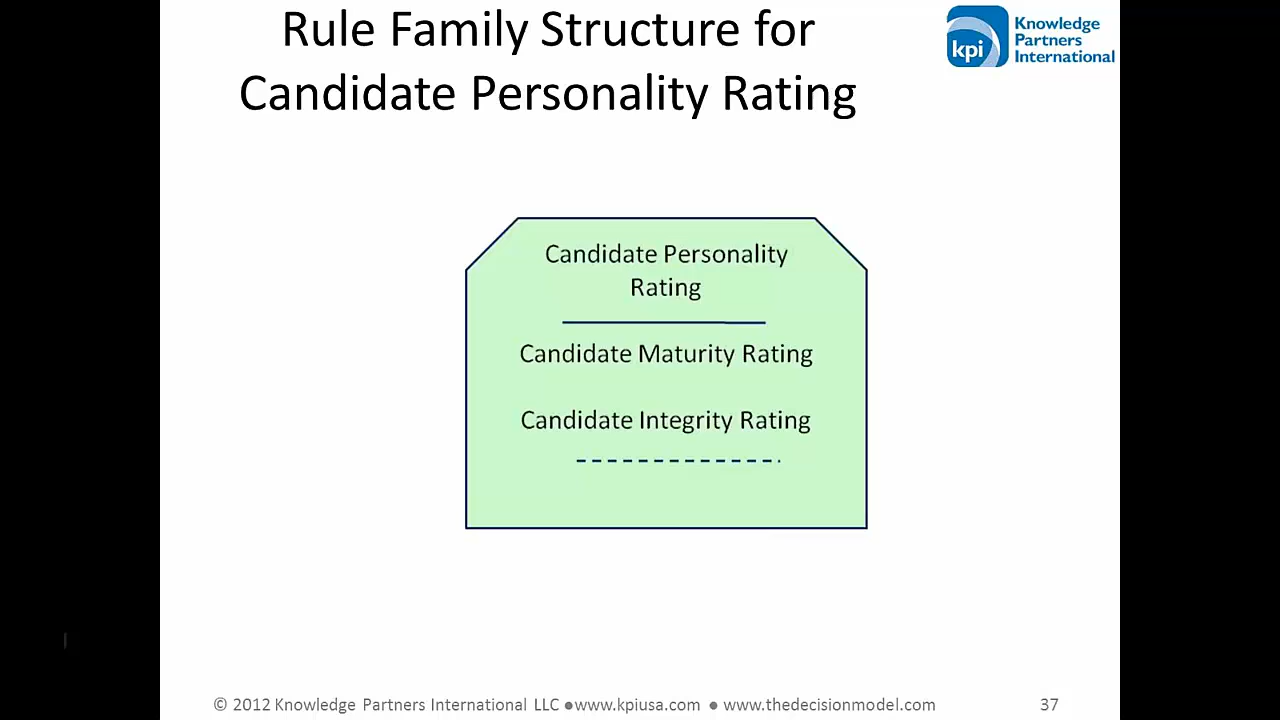 Rule Family Structure for
Candidate Personality Rating
kpi
Knowledge
Partners
International
Candidate Personality
Rating
Candidate Maturity Rating
Candidate Integrity Rating
© 2012 Knowledge Partners International LLC ●www.kpiusa.com ● www.thedecisionmodel.com
37